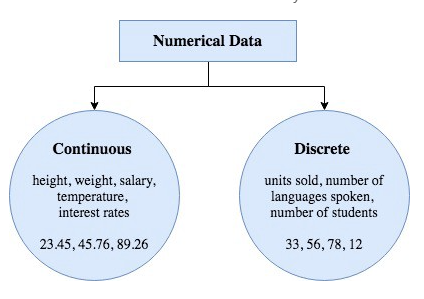 Numerical Data
Continuous
height, weight, salary,
temperature,
interest rates
23.45, 45.76, 89.26
Discrete
units sold, number of
languages spoken,
number of students
33, 56, 78, 12